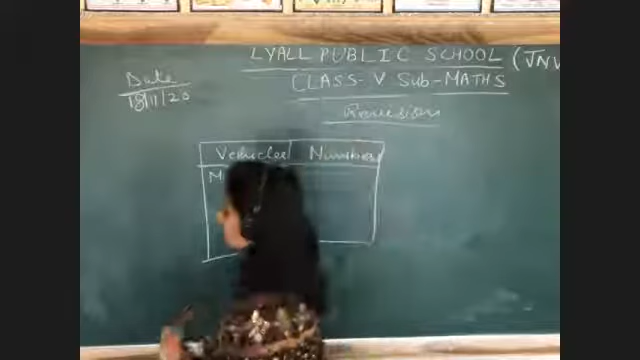 LYALL PUBLIC SCHOOL (JNV
CLASS-V Sub-MATHS
Date
18/11/20
Revision
Vehicles Number
M